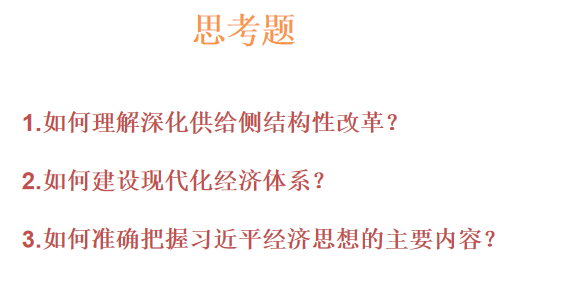 思考题
1.如何理解深化供给侧结构性改革？
2.如何建设现代化经济体系？
3.如何准确把握习近平经济思想的主要内容？